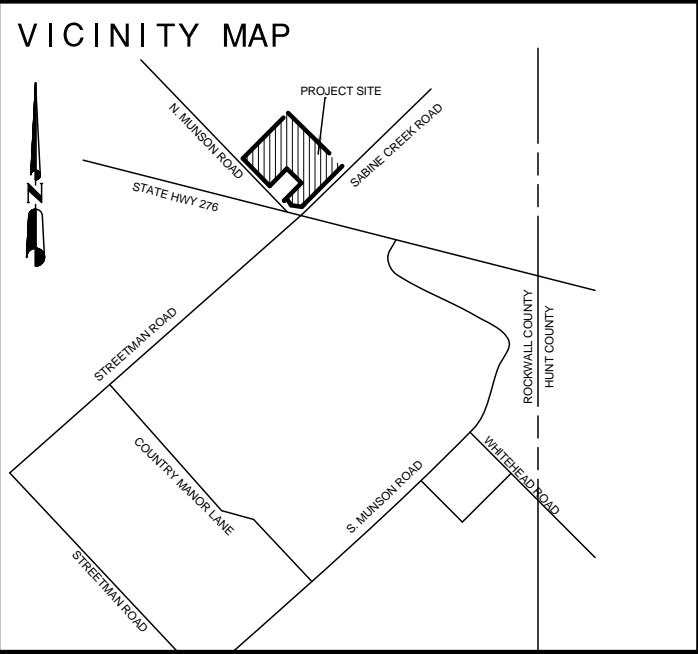 VICINITY MAP
PROJECT SITE
N. MUNSON ROAD
SABINE CREEK ROAD
STATE HWY 276
N
STREETMAN ROAD
ROCKWALL COUNTY
HUNT COUNTY
COUNTRY MANOR LANE
S. MUNSON ROAD
WHITEHEAD ROAD
STREETMAN ROAD